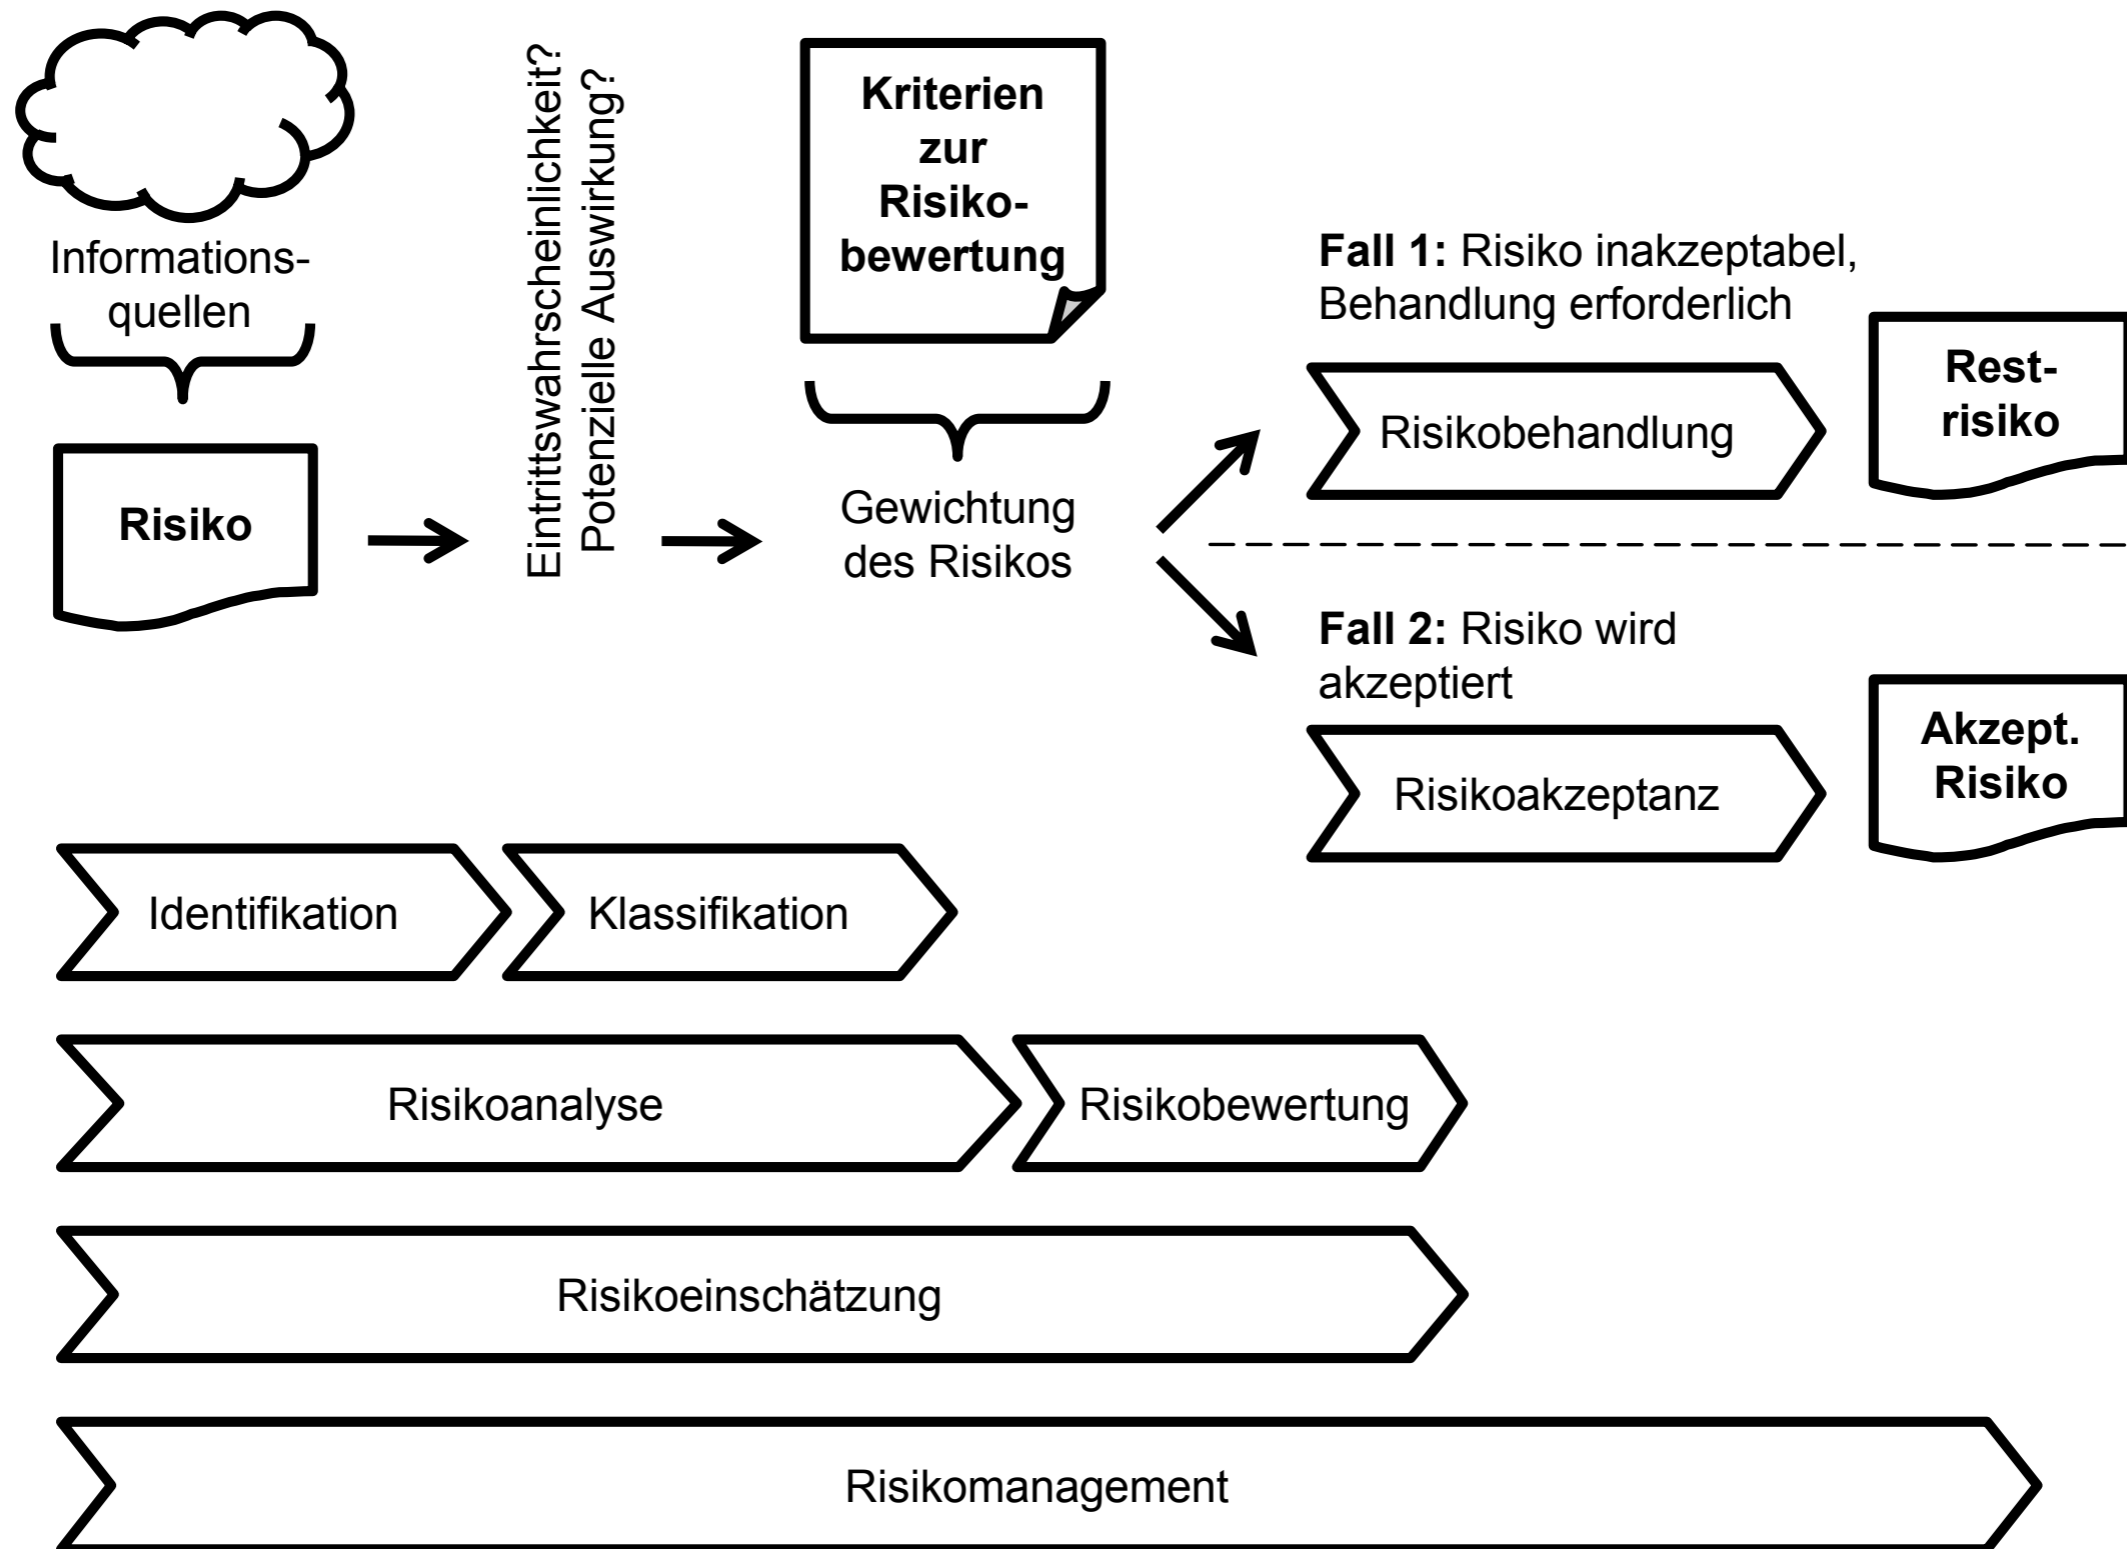 Informations-
quellen
Risiko
Eintrittswahrscheinlichkeit?
Potenzielle Auswirkung?
Kriterien
zur
Risiko-
bewertung
Gewichtung
des Risikos
Fall 1: Risiko inakzeptabel,
Behandlung erforderlich
Risikobehandlung
Rest-
risiko
Fall 2: Risiko wird
akzeptiert
Risikoakzeptanz
Akzept.
Risiko
Identifikation
Klassifikation
Risikoanalyse
Risikobewertung
Risikoeinschätzung
Risikomanagement